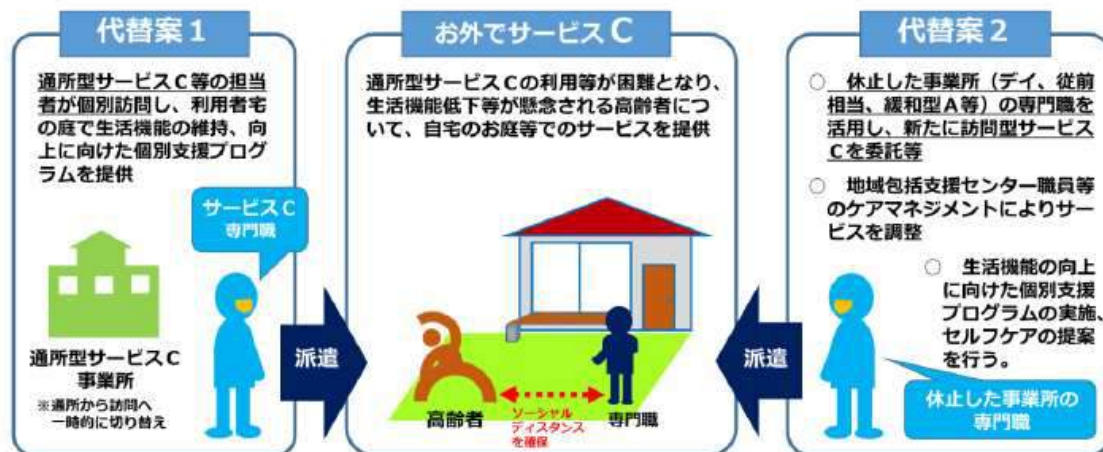 代替案1
通所型サービスC等の担当
者が個別訪問し、利用者宅
の庭で生活機能の維持、向
上に向けた個別支援プログ
ラムを提供
サービスC
専門職
通所型サービスC
事業所
※通所から訪問へ
一時的に切り替え
派遣
お外でサービスC
通所型サービスCの利用等が困難となり、
生活機能低下等が懸念される高齢者につ
いて、自宅のお庭等でのサービスを提供
高齢者
ソーシャル
ディスタンス
を確保
専門職
派遣
代替案2
○ 休止した事業所（デイ、従前
相当、緩和型A等）の専門職を
活用し、新たに訪問型サービス
Cを委託等
○ 地域包括支援センター職員等
のケアマネジメントによりサー
ビスを調整
○ 生活機能の向上
に向けた個別支援
プログラムの実施、
セルフケアの提案
を行う。
休止した事業所の
専門職